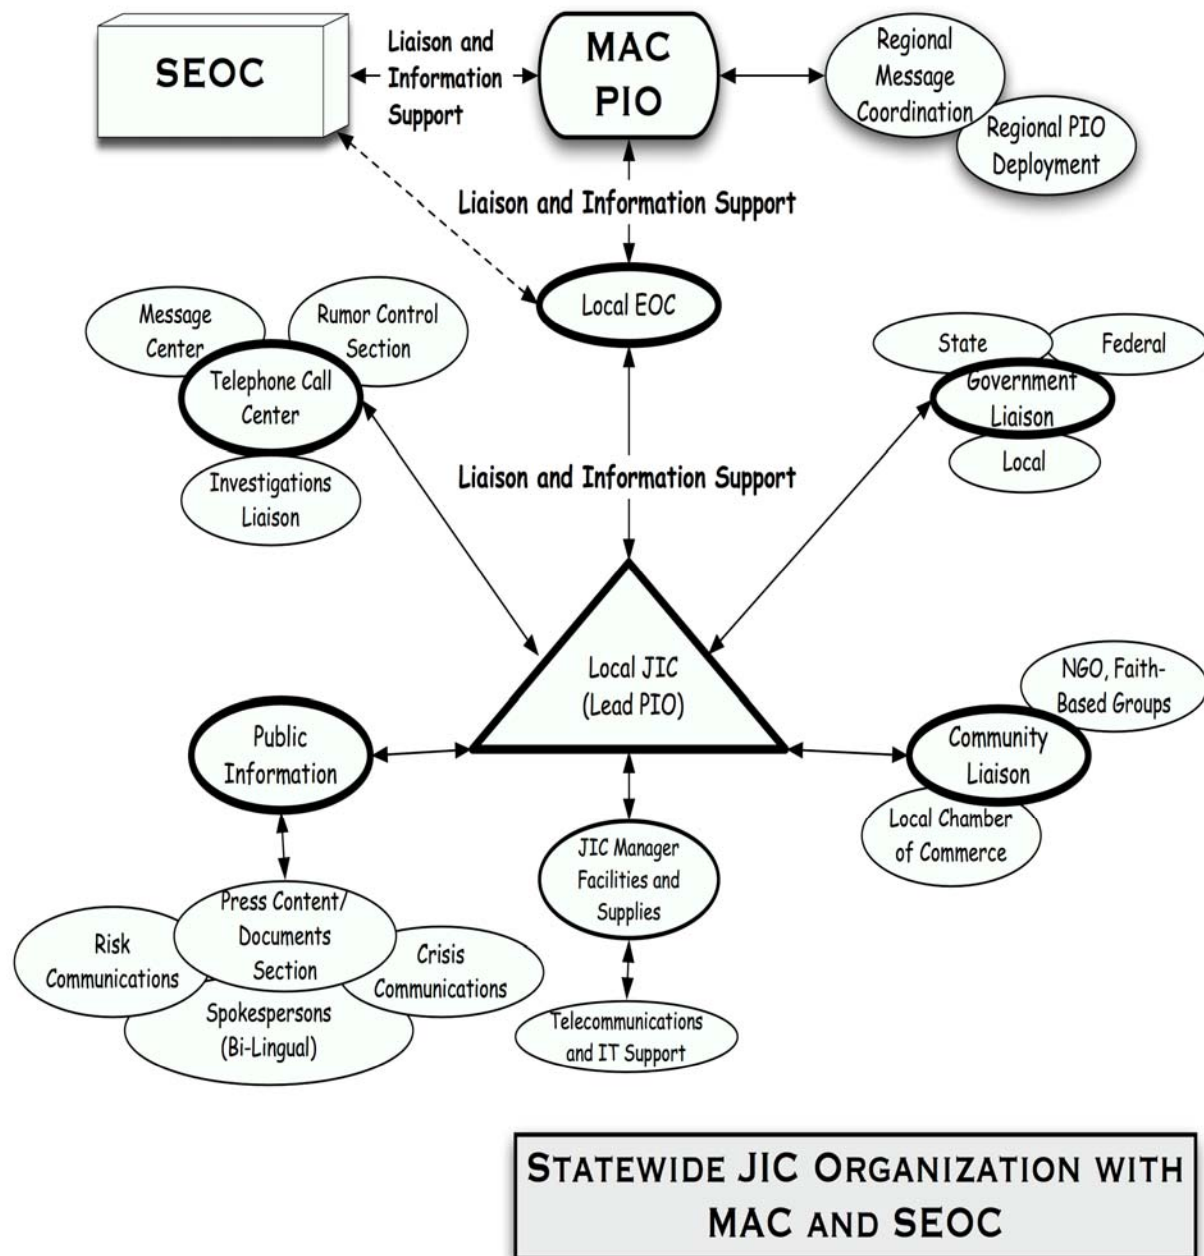 SEOC
Liaison and
Information
Support
MAC
PIO
Regional
Message
Coordination
Regional PIO
Deployment
Liaison and Information Support
Local EOC
Message
Center
Rumor Control
Section
Telephone Call
Center
Investigations
Liaison
State
Federal
Government
Liaison
Local
Liaison and Information Support
Local JIC
(Lead PIO)
NGO, Faith-
Based Groups
Community
Liaison
Local Chamber
of Commerce
Public
Information
JIC Manager
Facilities and
Supplies
Press Content/
Documents
Section
Risk
Communications
Crisis
Communications
Spokespersons
(Bi-Lingual)
Telecommunications
and IT Support
STATEWIDE JIC ORGANIZATION WITH
MAC AND SEOC